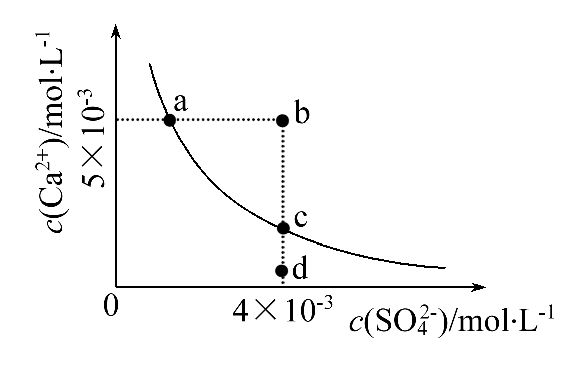 c(Ca²⁺)/mol·L⁻¹
5×10⁻³
a
b
c
d
0
4×10⁻³
c(SO₄²⁻)/mol·L⁻¹